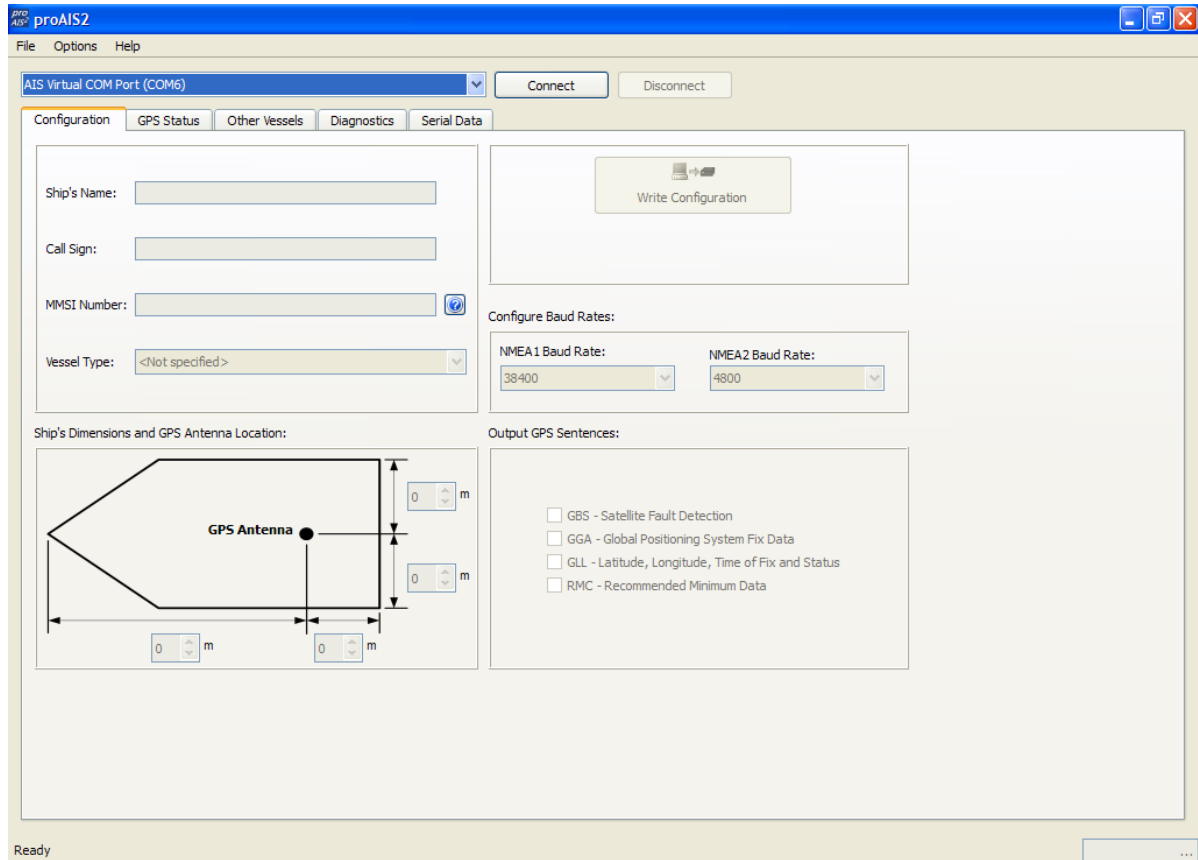 pro AIS² proAIS2
File Options Help
AIS Virtual COM Port (COM6) Connect Disconnect
Configuration GPS Status Other Vessels Diagnostics Serial Data
Ship's Name:
Call Sign:
MMSI Number:
Vessel Type: <Not specified>
Write Configuration
Configure Baud Rates:
NMEA1 Baud Rate: NMEA2 Baud Rate:
38400 4800
Ship's Dimensions and GPS Antenna Location:
0 m
GPS Antenna
0 m
0 m 0 m
Output GPS Sentences:
GBS - Satellite Fault Detection
GGA - Global Positioning System Fix Data
GLL - Latitude, Longitude, Time of Fix and Status
RMC - Recommended Minimum Data
Ready ...